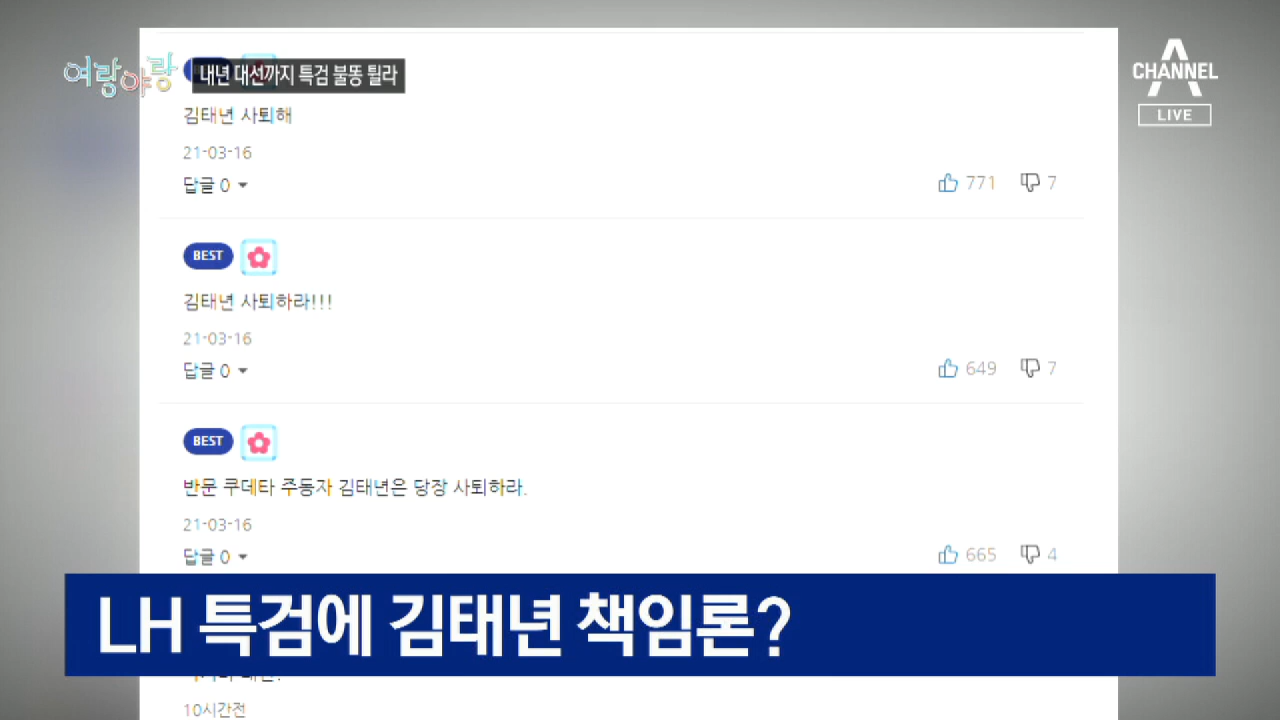 여랑야랑
내년 대선까지 특검 불똥 튈라
CHANNEL A
LIVE
김태년 사퇴해
21-03-16
답글 0
771 7
BEST
김태년 사퇴하라!!!
21-03-16
답글 0
649 7
BEST
반문 쿠데타 주동자 김태년은 당장 사퇴하라.
21-03-16
답글 0
665 4
LH 특검에 김태년 책임론?
10시간전